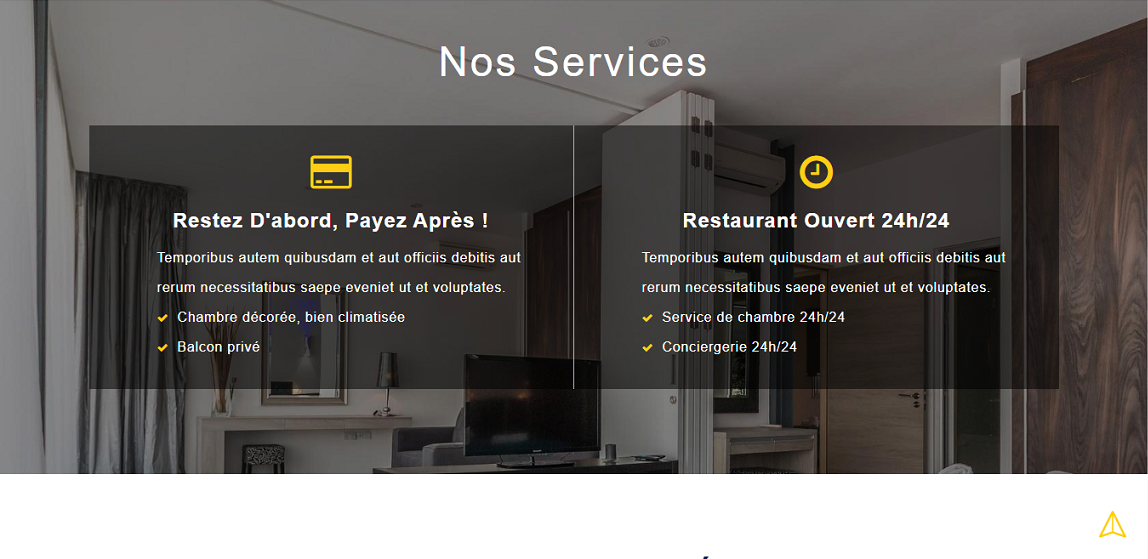 Nos Services
Restez D'abord, Payez Après !
Temporibus autem quibusdam et aut officiis debitis aut
rerum necessitatibus saepe eveniet ut et voluptates.
Chambre décorée, bien climatisée
Balcon privé
Restaurant Ouvert 24h/24
Temporibus autem quibusdam et aut officiis debitis aut
rerum necessitatibus saepe eveniet ut et voluptates.
Service de chambre 24h/24
Conciergerie 24h/24